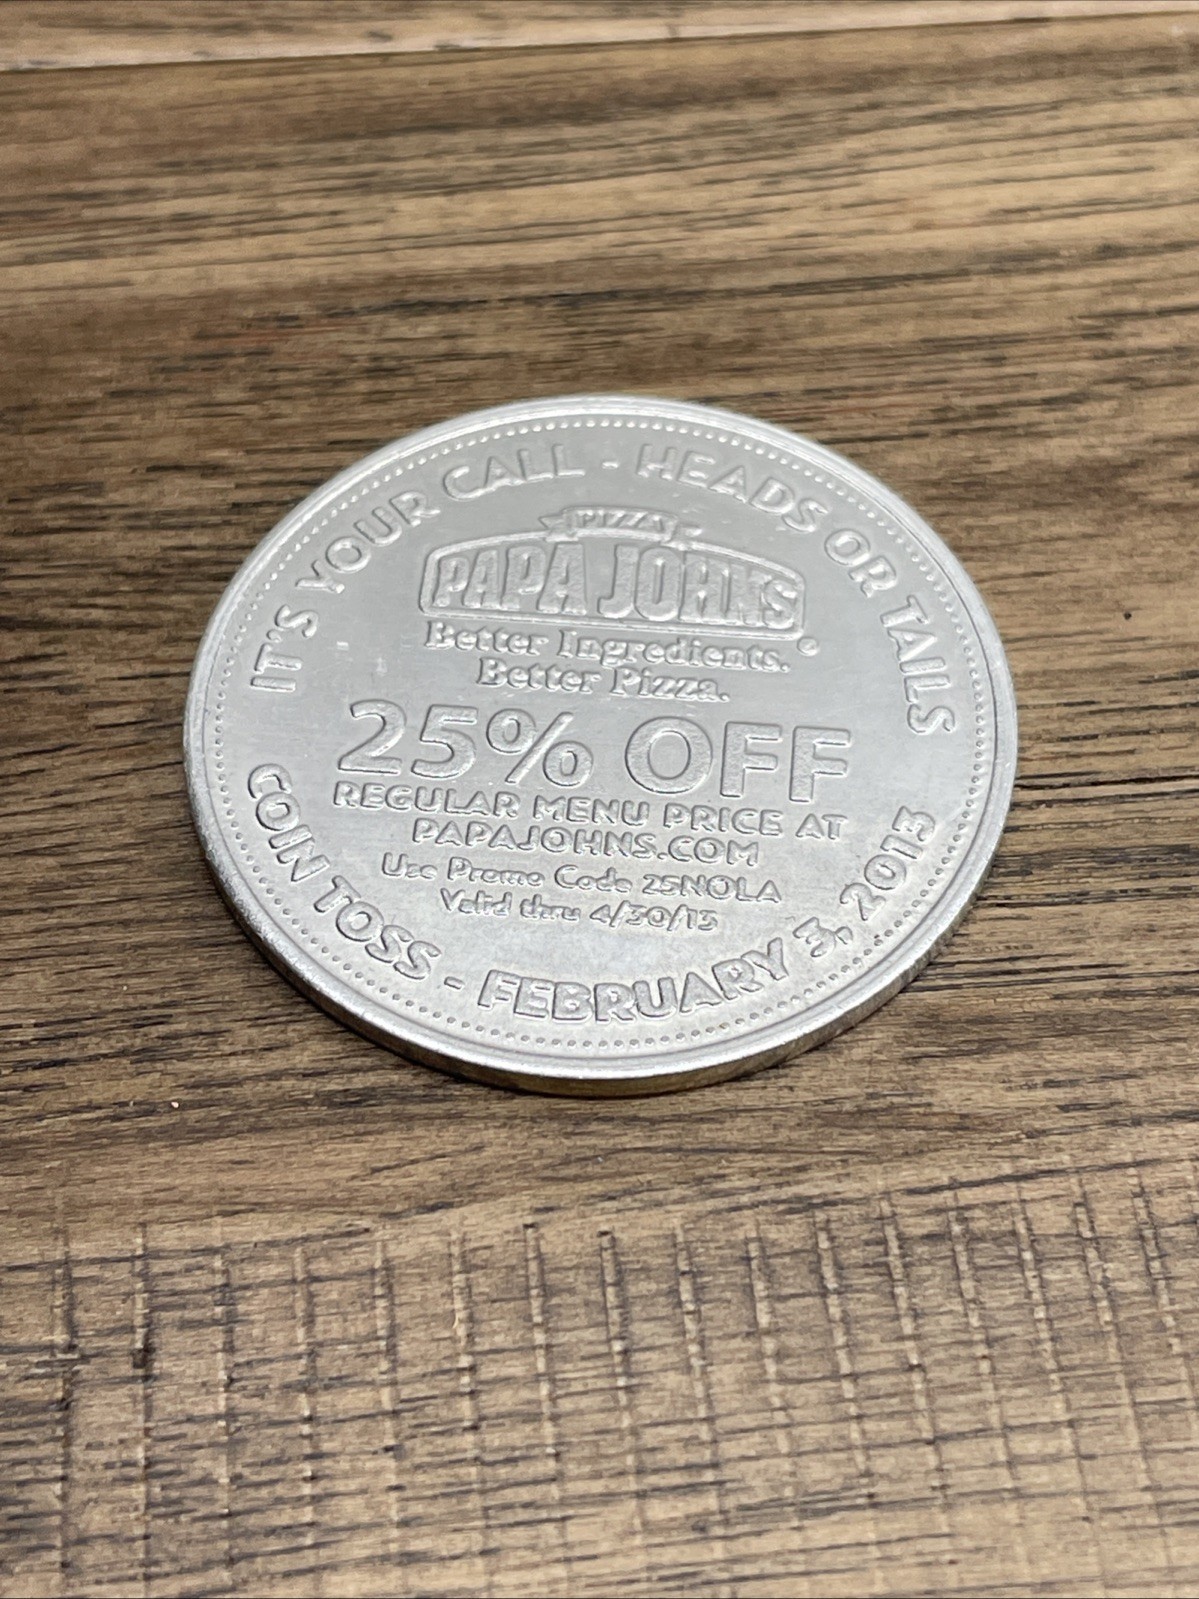 IT'S YOUR CALL - HEADS OR TAILS
PIZZA
PAPA JOHNS
Better Ingredients.
Better Pizza.
25% OFF
REGULAR MENU PRICE AT
PAPAJOHNS.COM
Use Promo Code 25NOLA
Valid thru 4/30/13
COIN TOSS - FEBRUARY 3, 2013